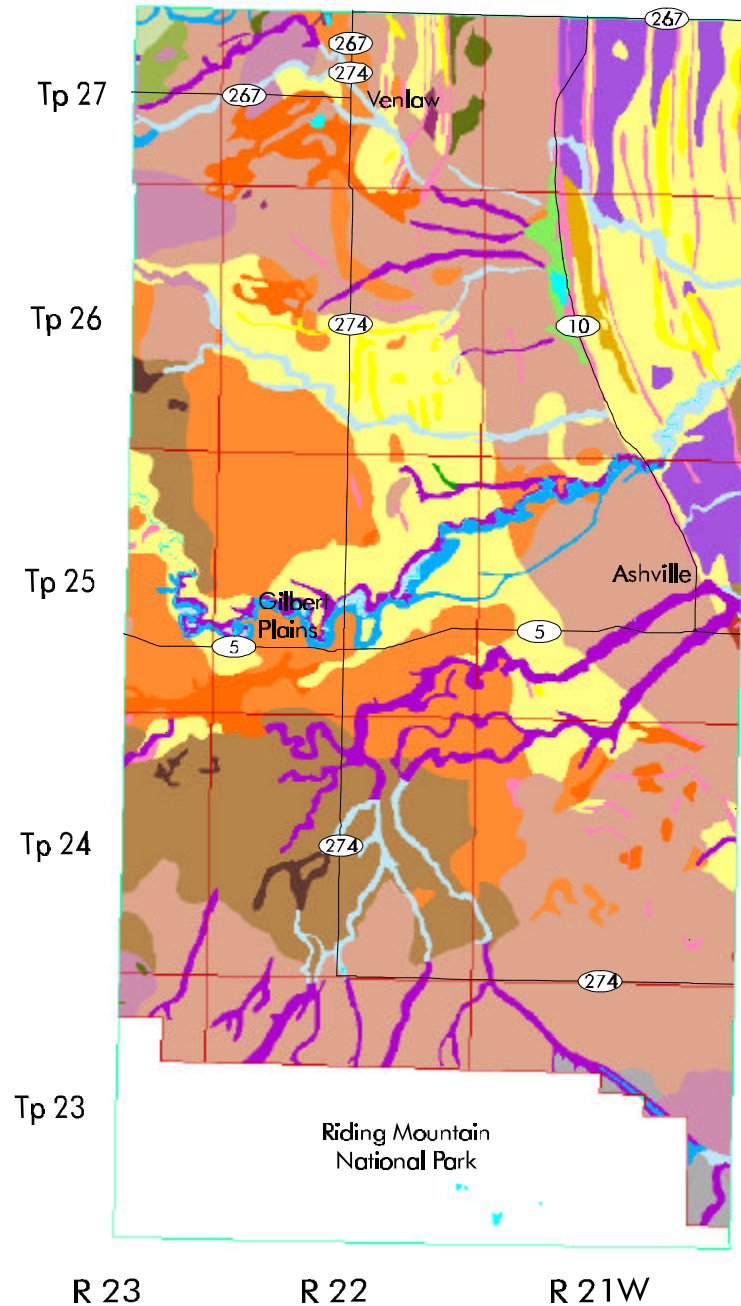 267
267
274
Tp 27
267
Venlaw
Tp 26
274
10
Tp 25
Ashville
Gilbert
Plains
5
5
Tp 24
274
274
Tp 23
Riding Mountain
National Park
R 23
R 22
R 21W